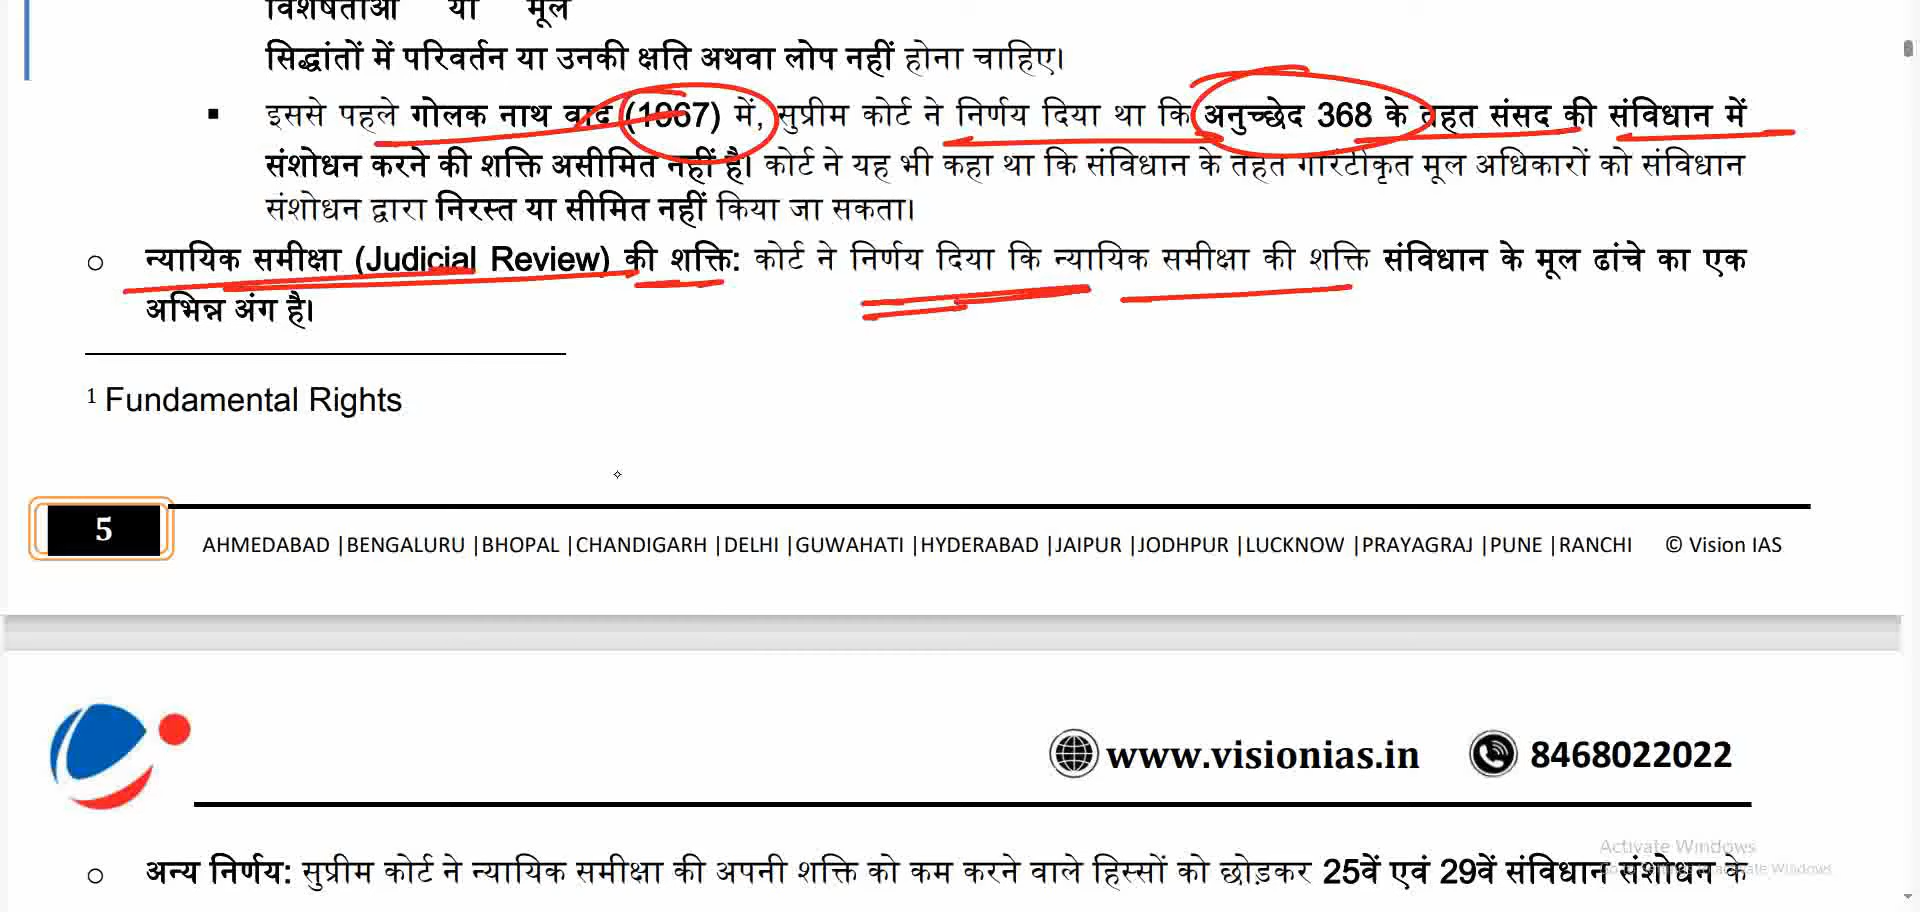 विशेषताओं या मूल
सिद्धांतों में परिवर्तन या उनकी क्षति अथवा लोप नहीं होना चाहिए।
▪ इससे पहले गोलक नाथ वाद (1967) में, सुप्रीम कोर्ट ने निर्णय दिया था कि अनुच्छेद 368 के तहत संसद की संविधान में
संशोधन करने की शक्ति असीमित नहीं है। कोर्ट ने यह भी कहा था कि संविधान के तहत गारंटीकृत मूल अधिकारों को संविधान
संशोधन द्वारा निरस्त या सीमित नहीं किया जा सकता।
○ न्यायिक समीक्षा (Judicial Review) की शक्ति: कोर्ट ने निर्णय दिया कि न्यायिक समीक्षा की शक्ति संविधान के मूल ढांचे का एक
अभिन्न अंग है।
1 Fundamental Rights
5
AHMEDABAD |BENGALURU |BHOPAL |CHANDIGARH |DELHI |GUWAHATI |HYDERABAD |JAIPUR |JODHPUR |LUCKNOW |PRAYAGRAJ |PUNE |RANCHI © Vision IAS
www.visionias.in 8468022022
Activate Windows
○ अन्य निर्णय: सुप्रीम कोर्ट ने न्यायिक समीक्षा की अपनी शक्ति को कम करने वाले हिस्सों को छोड़कर 25वें एवं 29वें संविधान संशोधन के